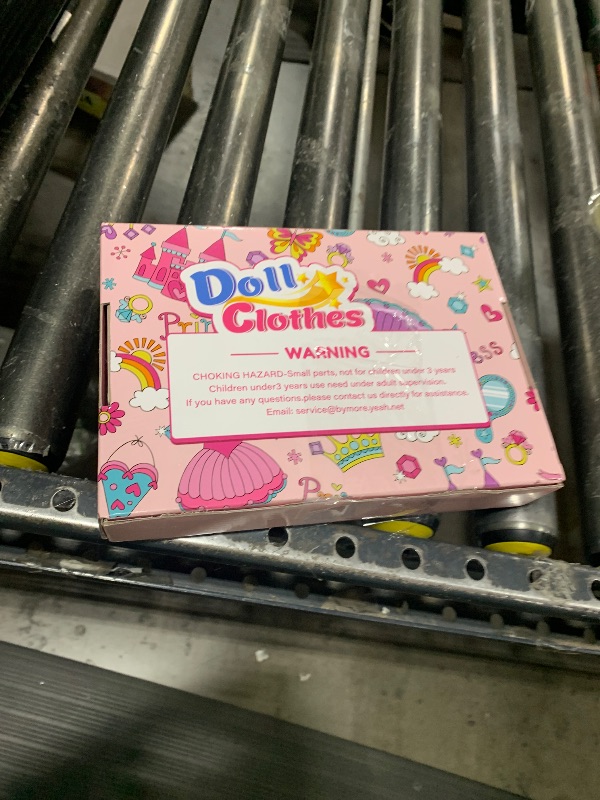 Doll
Clothes
WARNING
CHOKING HAZARD-Small parts, not for children under 3 years
Children under3 years use need under adult supervision.
If you have any questions,please contact us directly for assistance.
Email: service@bymore.yeah.net